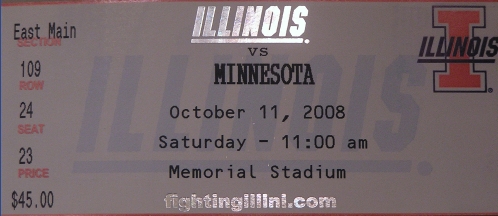 East Main
SECTION
109
ROW
24
SEAT
23
PRICE
$45.00
ILLINOIS.
vs
MINNESOTA
October 11, 2008
Saturday - 11:00 am
Memorial Stadium
fightingillini.com
ILLINOIS
ILLINOIS.